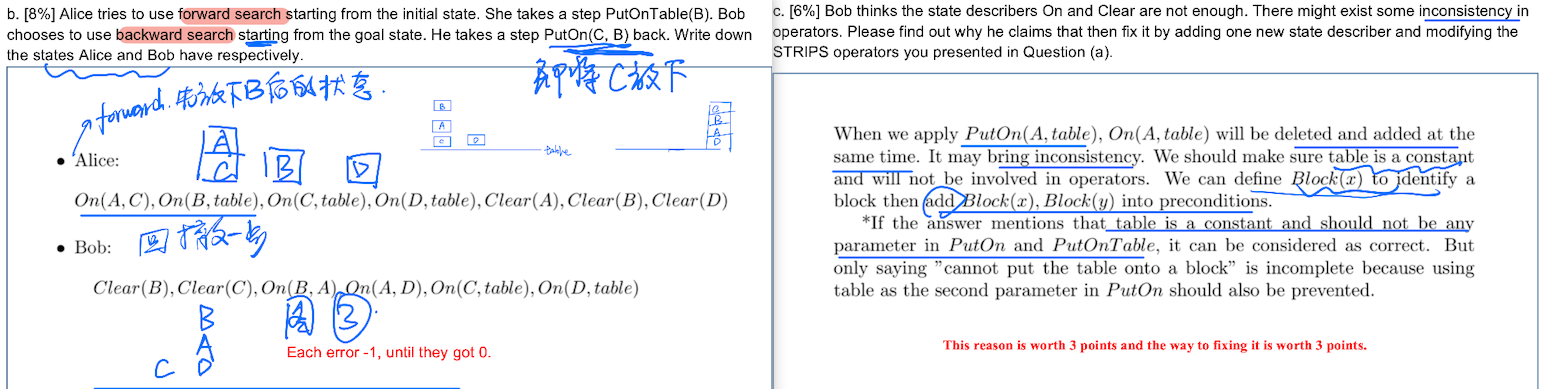 b. [8%] Alice tries to use forward search starting from the initial state. She takes a step PutOnTable(B). Bob
chooses to use backward search starting from the goal state. He takes a step PutOn(C, B) back. Write down
the states Alice and Bob have respectively.
即将C放下
forward. 先放下B后的状态.
B
A
C
D
table
C
B
A
D
A
C
B
D
• Alice:
On(A, C), On(B, table), On(C, table), On(D, table), Clear(A), Clear(B), Clear(D)
• Bob:
回撤一步
Clear(B), Clear(C), On(B, A), On(A, D), On(C, table), On(D, table)
B
A
C D
图 3
Each error -1, until they got 0.
c. [6%] Bob thinks the state describers On and Clear are not enough. There might exist some inconsistency in
operators. Please find out why he claims that then fix it by adding one new state describer and modifying the
STRIPS operators you presented in Question (a).
When we apply PutOn(A, table), On(A, table) will be deleted and added at the
same time. It may bring inconsistency. We should make sure table is a constant
and will not be involved in operators. We can define Block(x) to identify a
block then add Block(x), Block(y) into preconditions.
*If the answer mentions that table is a constant and should not be any
parameter in PutOn and PutOnTable, it can be considered as correct. But
only saying "cannot put the table onto a block" is incomplete because using
table as the second parameter in PutOn should also be prevented.
This reason is worth 3 points and the way to fixing it is worth 3 points.